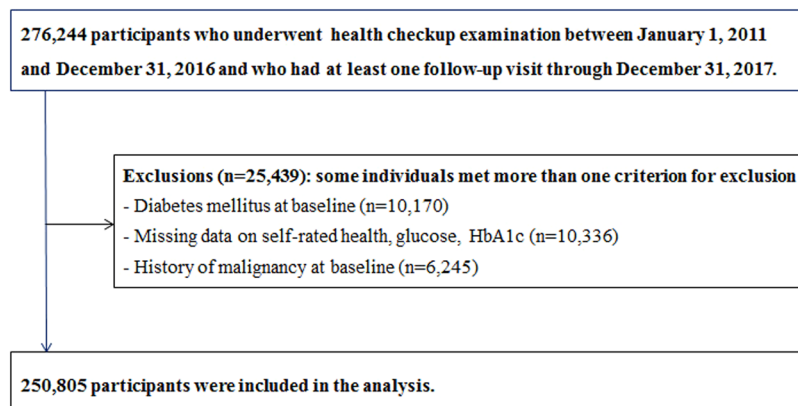 276,244 participants who underwent health checkup examination between January 1, 2011
and December 31, 2016 and who had at least one follow-up visit through December 31, 2017.
Exclusions (n=25,439): some individuals met more than one criterion for exclusion
- Diabetes mellitus at baseline (n=10,170)
- Missing data on self-rated health, glucose, HbA1c (n=10,336)
- History of malignancy at baseline (n=6,245)
250,805 participants were included in the analysis.